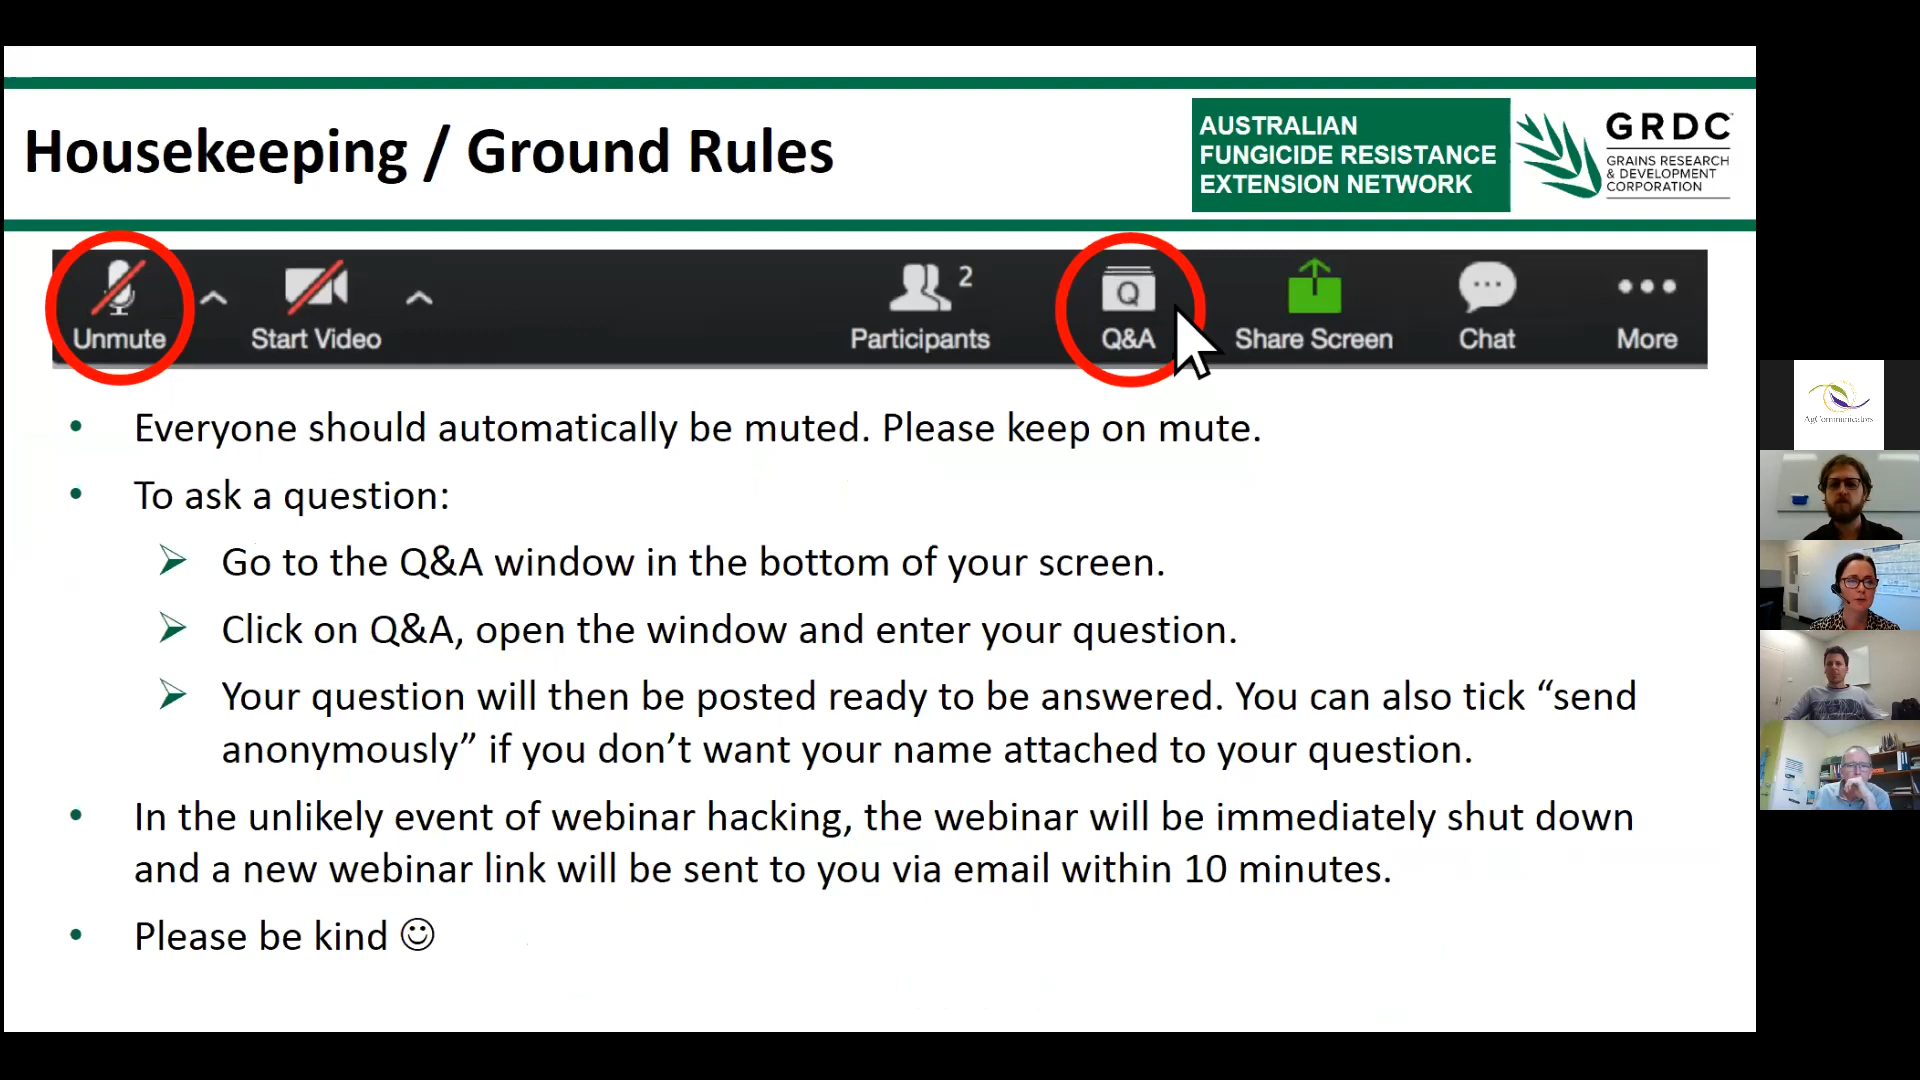 Housekeeping / Ground Rules
AUSTRALIAN
FUNGICIDE RESISTANCE
EXTENSION NETWORK
GRDC
GRAINS RESEARCH
& DEVELOPMENT
CORPORATION
Unmute
Start Video
2
Participants
Q
Q&A
Share Screen
Chat
More
• Everyone should automatically be muted. Please keep on mute.
• To ask a question:
➢ Go to the Q&A window in the bottom of your screen.
➢ Click on Q&A, open the window and enter your question.
➢ Your question will then be posted ready to be answered. You can also tick “send
anonymously” if you don’t want your name attached to your question.
• In the unlikely event of webinar hacking, the webinar will be immediately shut down
and a new webinar link will be sent to you via email within 10 minutes.
• Please be kind ☺
AgCommunicators